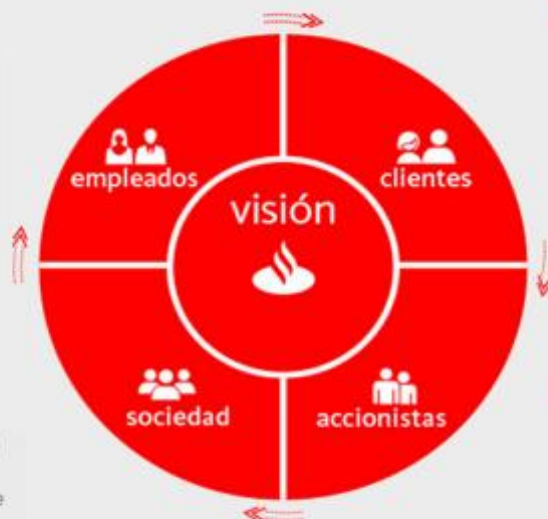 empleados
clientes
visión
sociedad
accionistas
e